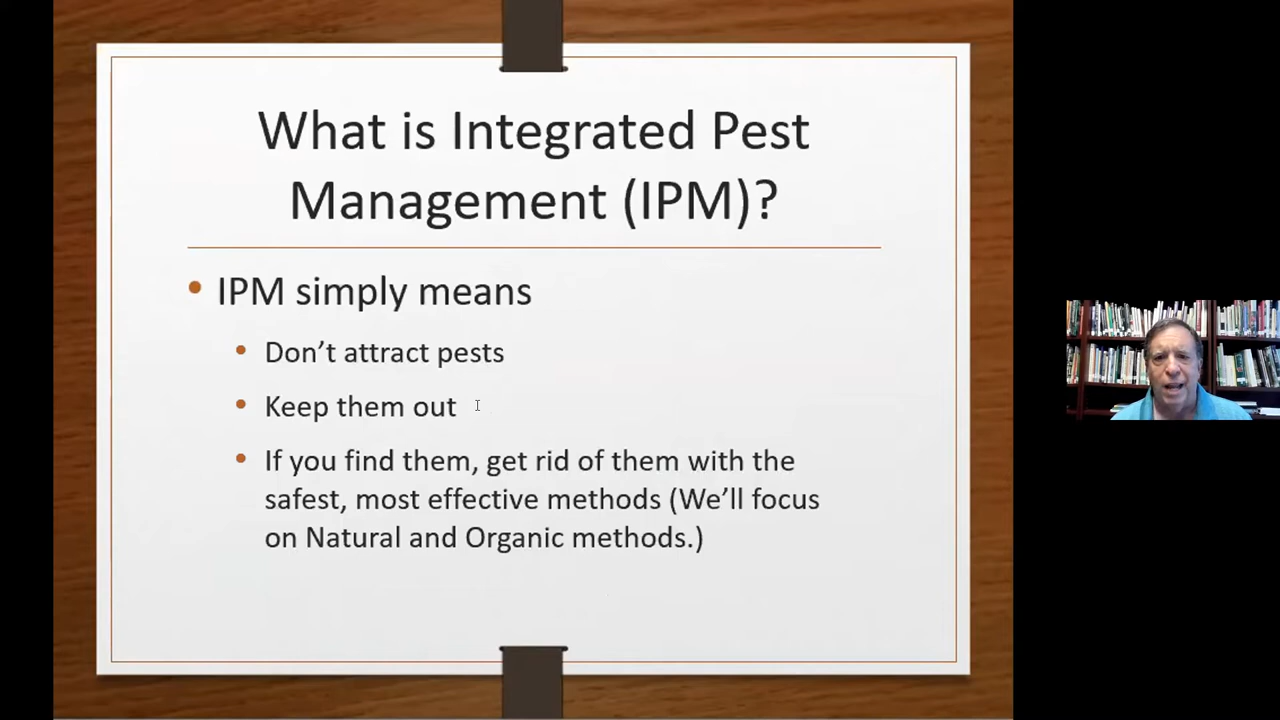 What is Integrated Pest
Management (IPM)?
• IPM simply means
• Don’t attract pests
• Keep them out
• If you find them, get rid of them with the
safest, most effective methods (We’ll focus
on Natural and Organic methods.)